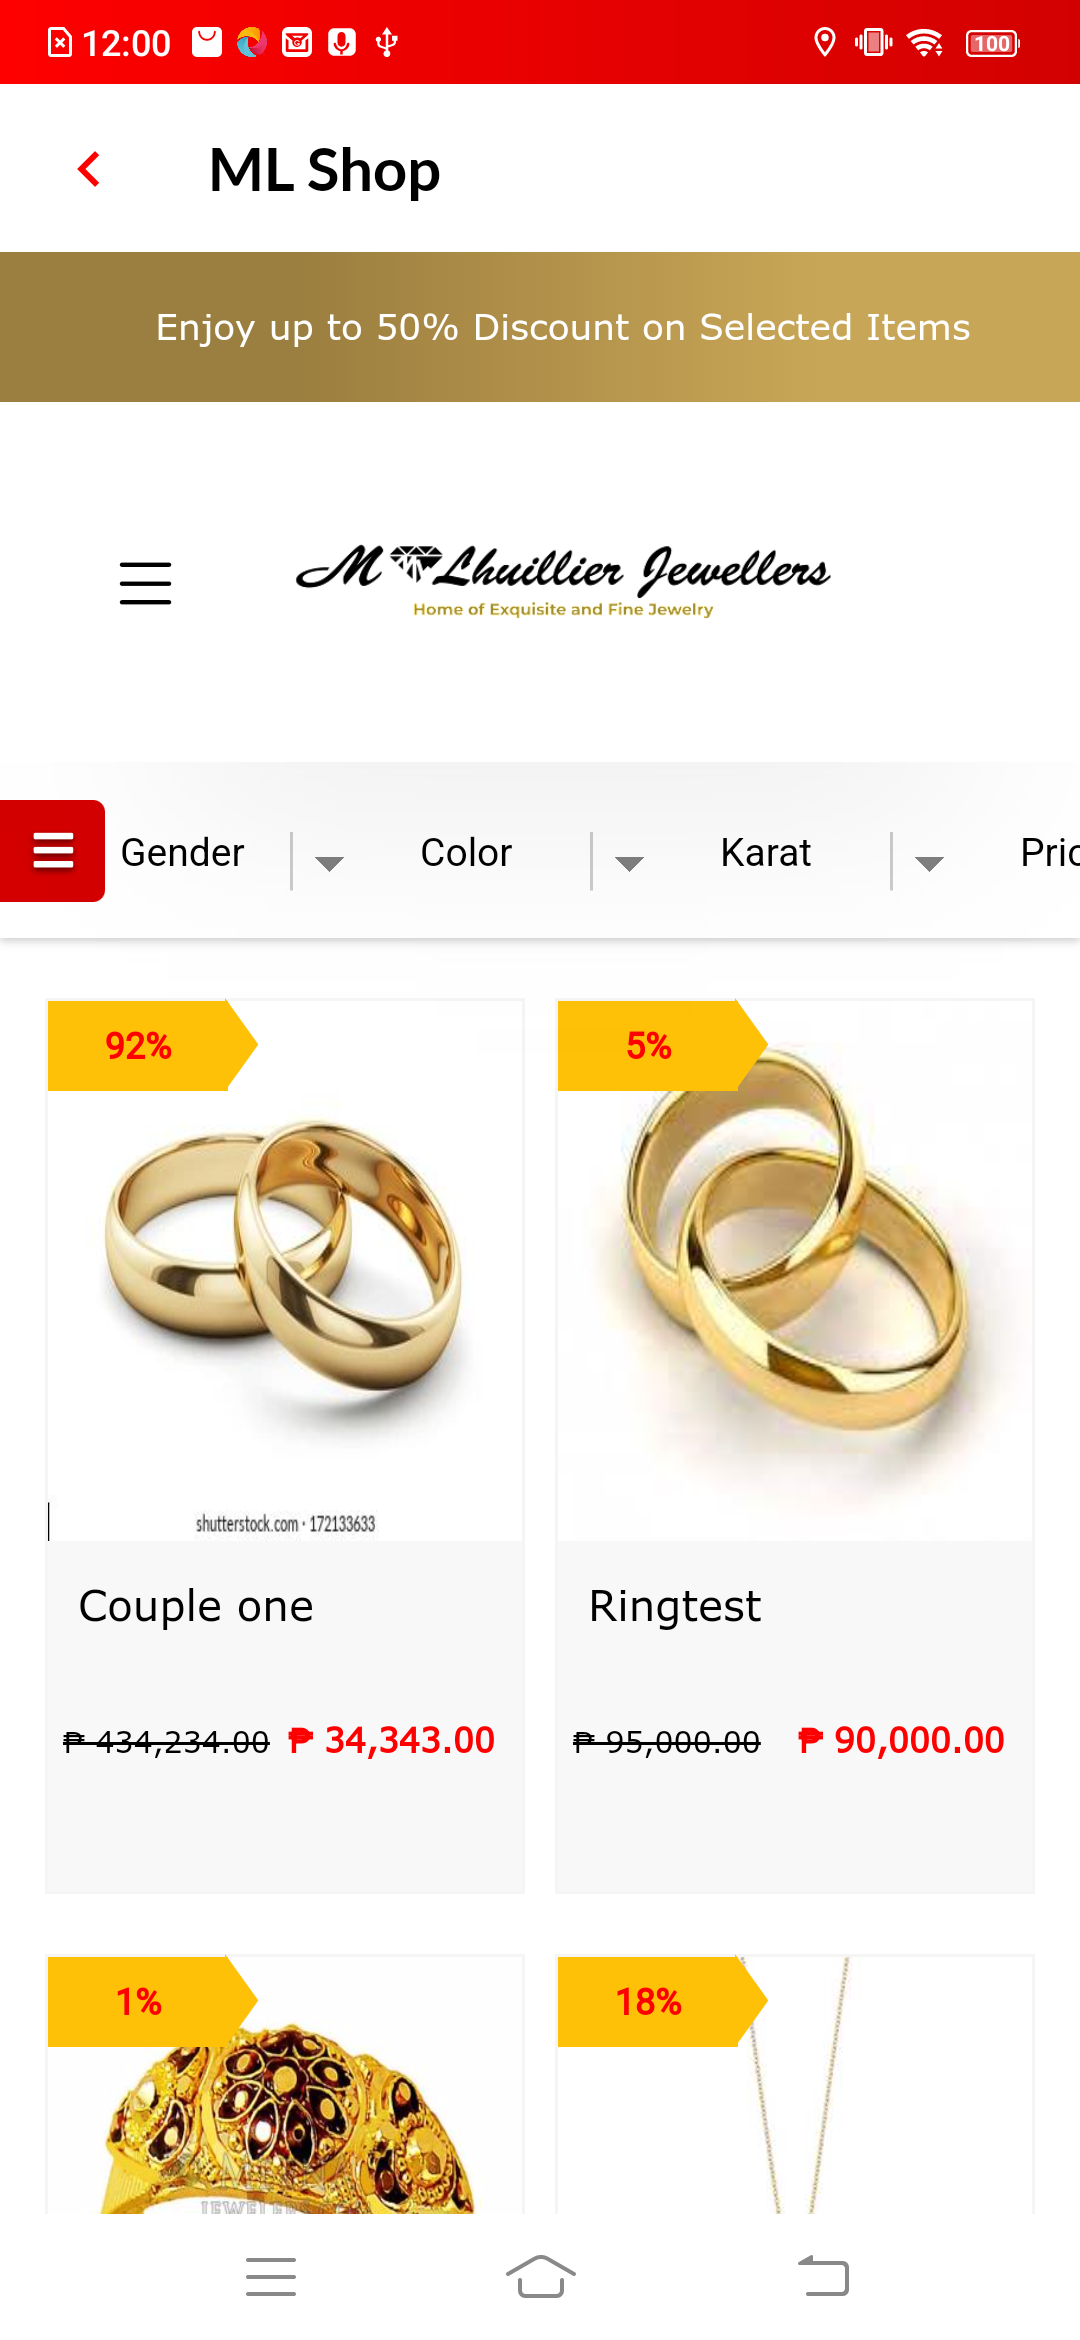 12:00
100
ML Shop
Enjoy up to 50% Discount on Selected Items
M Lhuillier Jewellers
Home of Exquisite and Fine Jewelry
Gender
Color
Karat
Pric
92%
5%
shutterstock.com · 172133633
Couple one
Ringtest
₱ 434,234.00 ₱ 34,343.00
₱ 95,000.00 ₱ 90,000.00
1%
18%